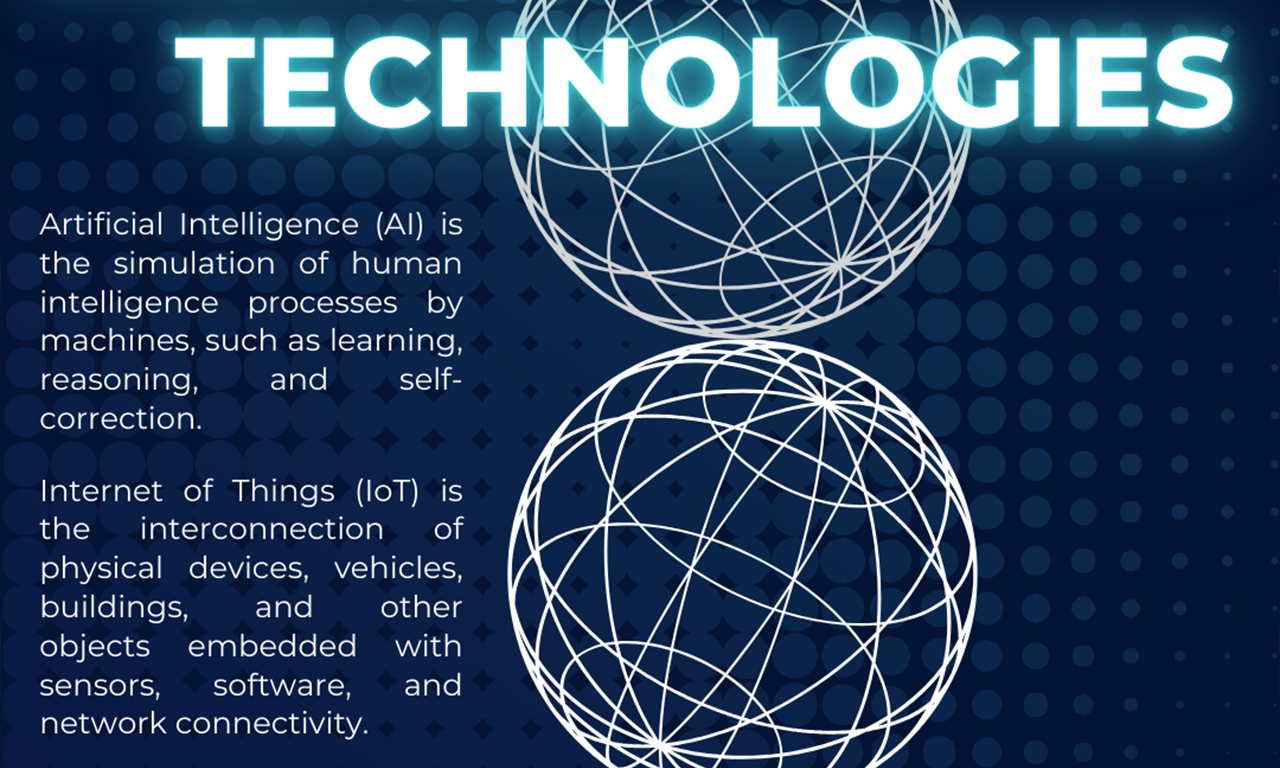 TECHNOLOGIES
Artificial Intelligence (AI) is
the simulation of human
intelligence processes by
machines, such as learning,
reasoning, and self-
correction.
Internet of Things (IoT) is
the interconnection of
physical devices, vehicles,
buildings, and other
objects embedded with
sensors, software, and
network connectivity.